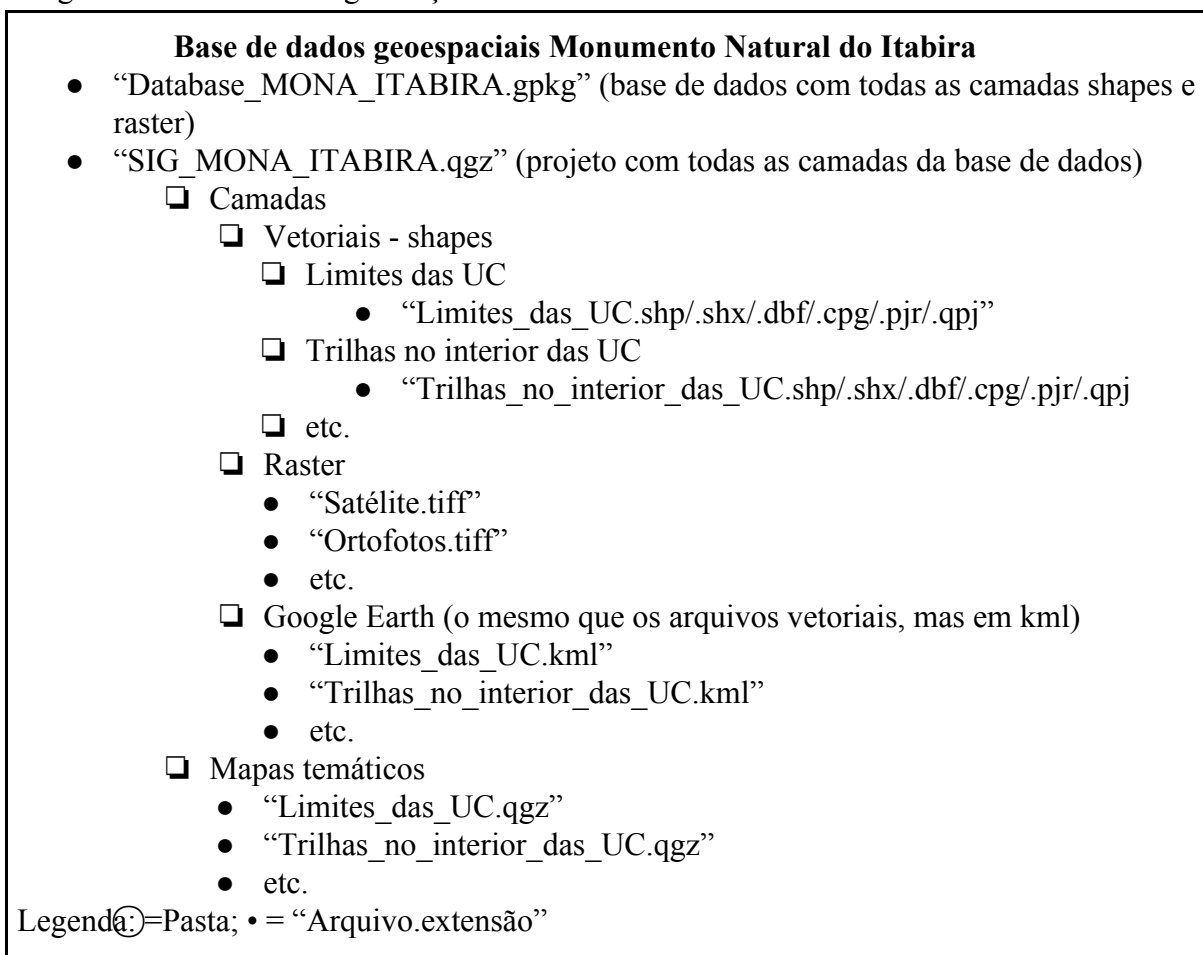 Base de dados geoespaciais Monumento Natural do Itabira
● “Database_MONA_ITABIRA.gpkg” (base de dados com todas as camadas shapes e
raster)
● “SIG_MONA_ITABIRA.qgz” (projeto com todas as camadas da base de dados)
❏ Camadas
❏ Vetoriais - shapes
❏ Limites das UC
● “Limites_das_UC.shp/.shx/.dbf/.cpg/.pjr/.qpj”
❏ Trilhas no interior das UC
● “Trilhas_no_interior_das_UC.shp/.shx/.dbf/.cpg/.pjr/.qpj
❏ etc.
❏ Raster
● “Satélite.tiff”
● “Ortofotos.tiff”
● etc.
❏ Google Earth (o mesmo que os arquivos vetoriais, mas em kml)
● “Limites_das_UC.kml”
● “Trilhas_no_interior_das_UC.kml”
● etc.
❏ Mapas temáticos
● “Limites_das_UC.qgz”
● “Trilhas_no_interior_das_UC.qgz”
● etc.
Legenda: =Pasta; • = “Arquivo.extensão”